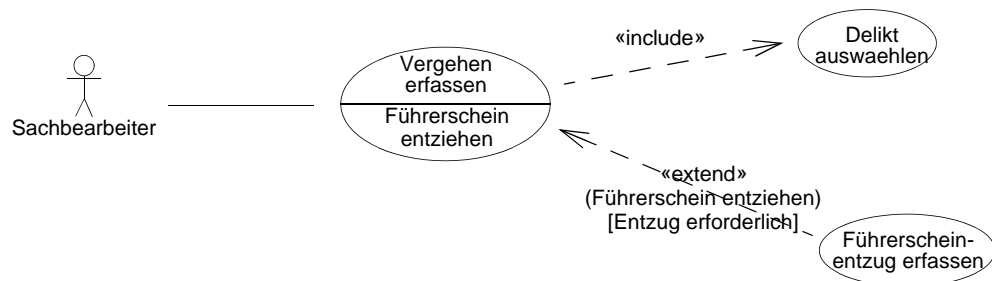 «include»
Delikt
auswaehlen
Vergehen
erfassen
Führerschein
entziehen
Sachbearbeiter
«extend»
(Führerschein entziehen)
[Entzug erforderlich]
Führerschein-
entzug erfassen